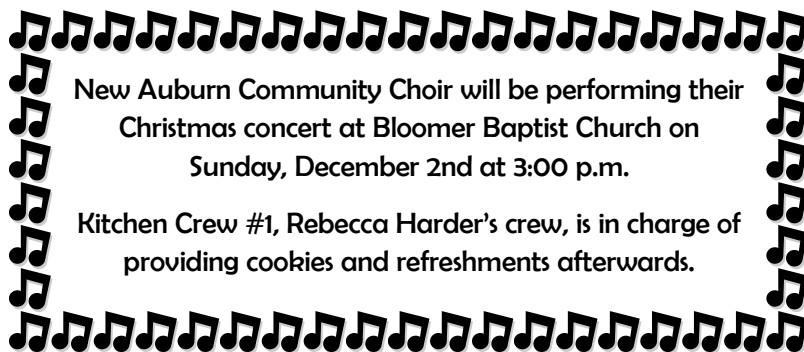 New Auburn Community Choir will be performing their
Christmas concert at Bloomer Baptist Church on
Sunday, December 2nd at 3:00 p.m.
Kitchen Crew #1, Rebecca Harder’s crew, is in charge of
providing cookies and refreshments afterwards.